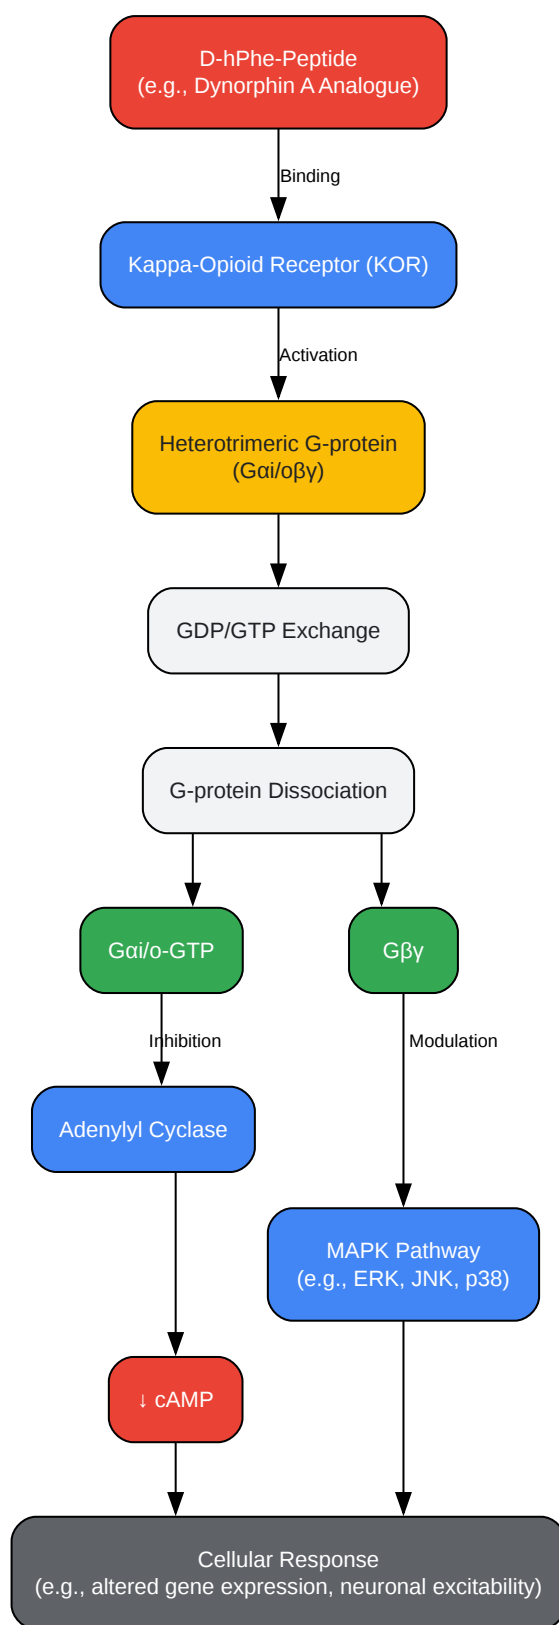 D-hPhe-Peptide
(e.g., Dynorphin A Analogue)
Binding
Kappa-Opioid Receptor (KOR)
Activation
Heterotrimeric G-protein
(Gαi/oβγ)
GDP/GTP Exchange
G-protein Dissociation
Gαi/o-GTP
Gβγ
Inhibition
Modulation
Adenylyl Cyclase
MAPK Pathway
(e.g., ERK, JNK, p38)
↓ cAMP
Cellular Response
(e.g., altered gene expression, neuronal excitability)